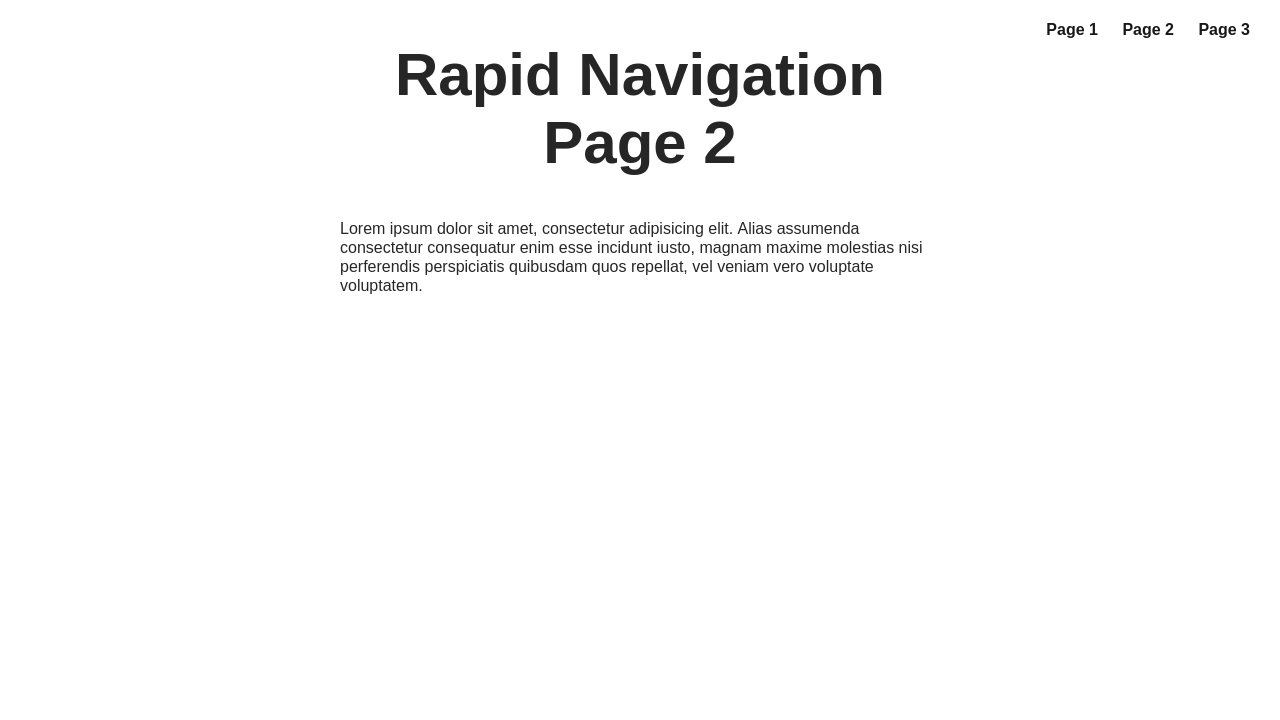 Page 1 Page 2 Page 3
Rapid Navigation
Page 2
Lorem ipsum dolor sit amet, consectetur adipisicing elit. Alias assumenda
consectetur consequatur enim esse incidunt iusto, magnam maxime molestias nisi
perferendis perspiciatis quibusdam quos repellat, vel veniam vero voluptate
voluptatem.